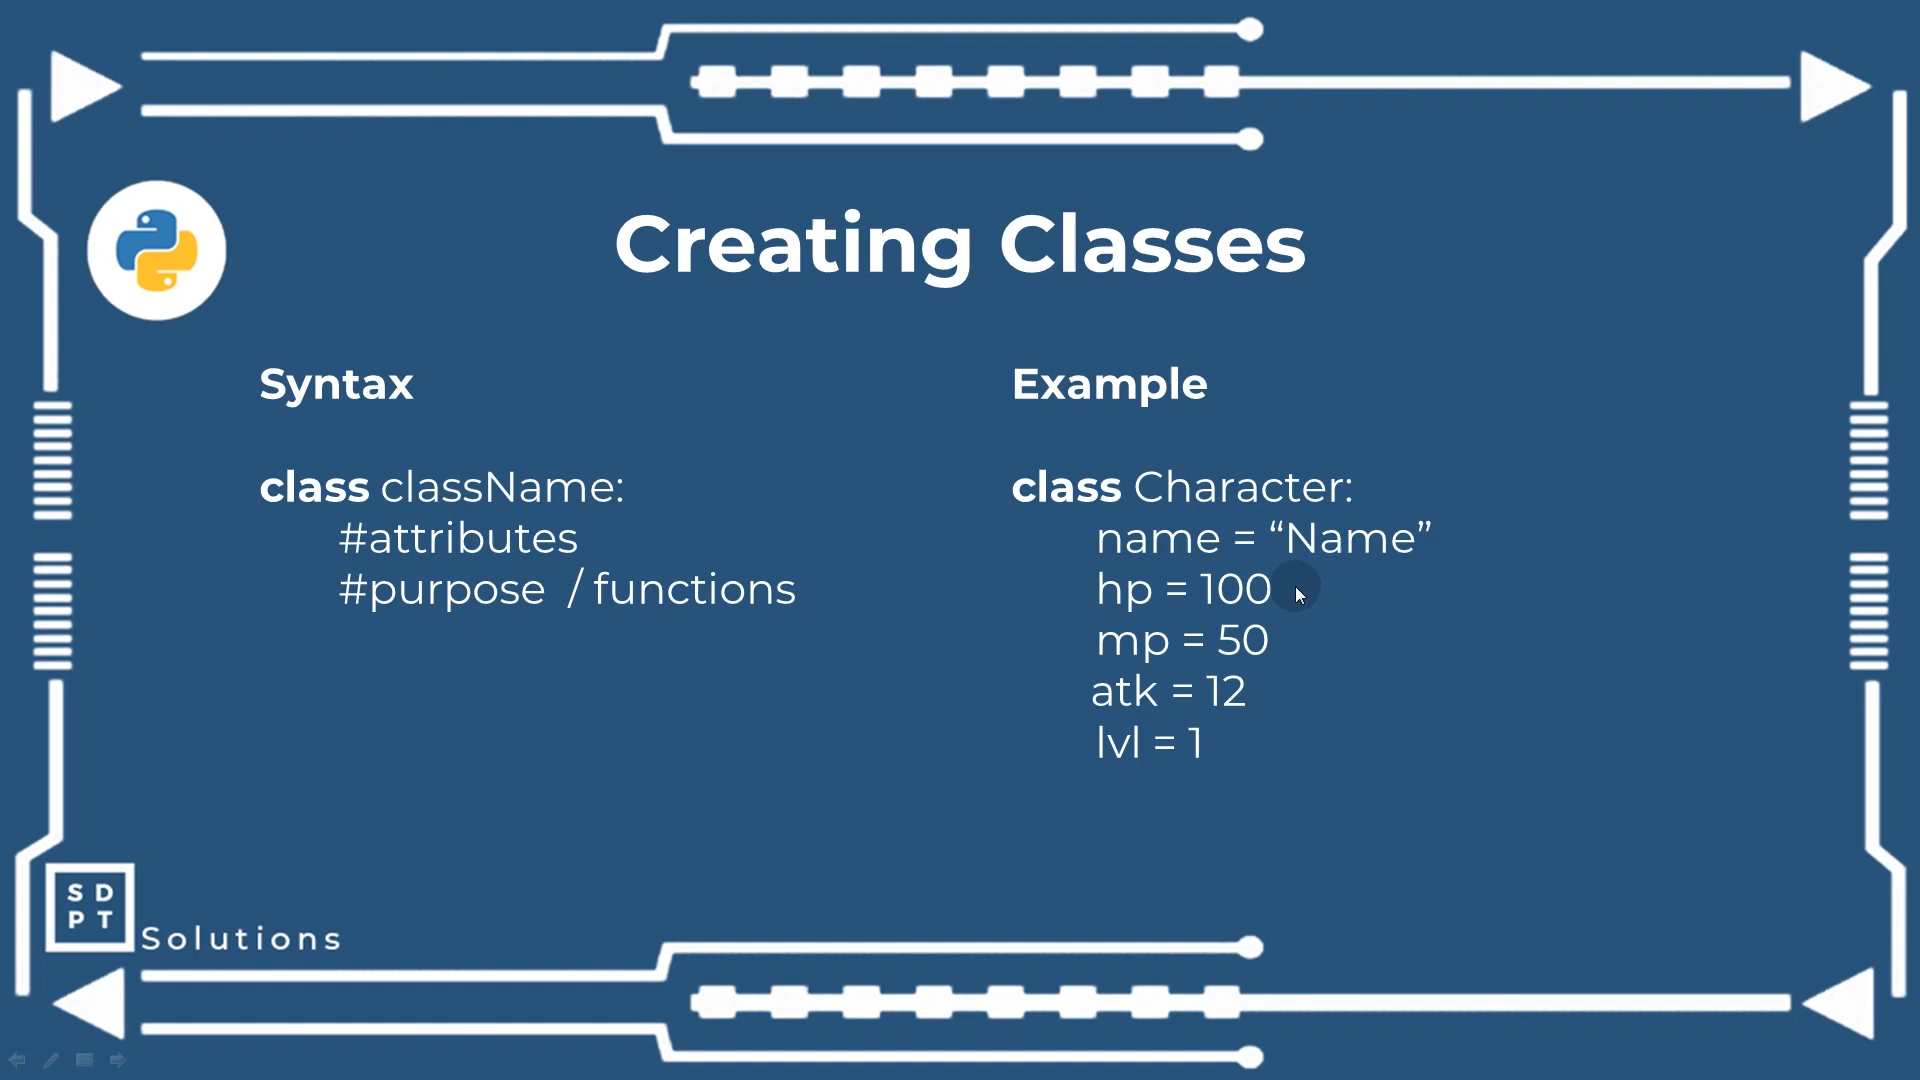 Creating Classes
Syntax
class className:
#attributes
#purpose / functions
Example
class Character:
name = “Name”
hp = 100
mp = 50
atk = 12
lvl = 1
S D
P T
Solutions